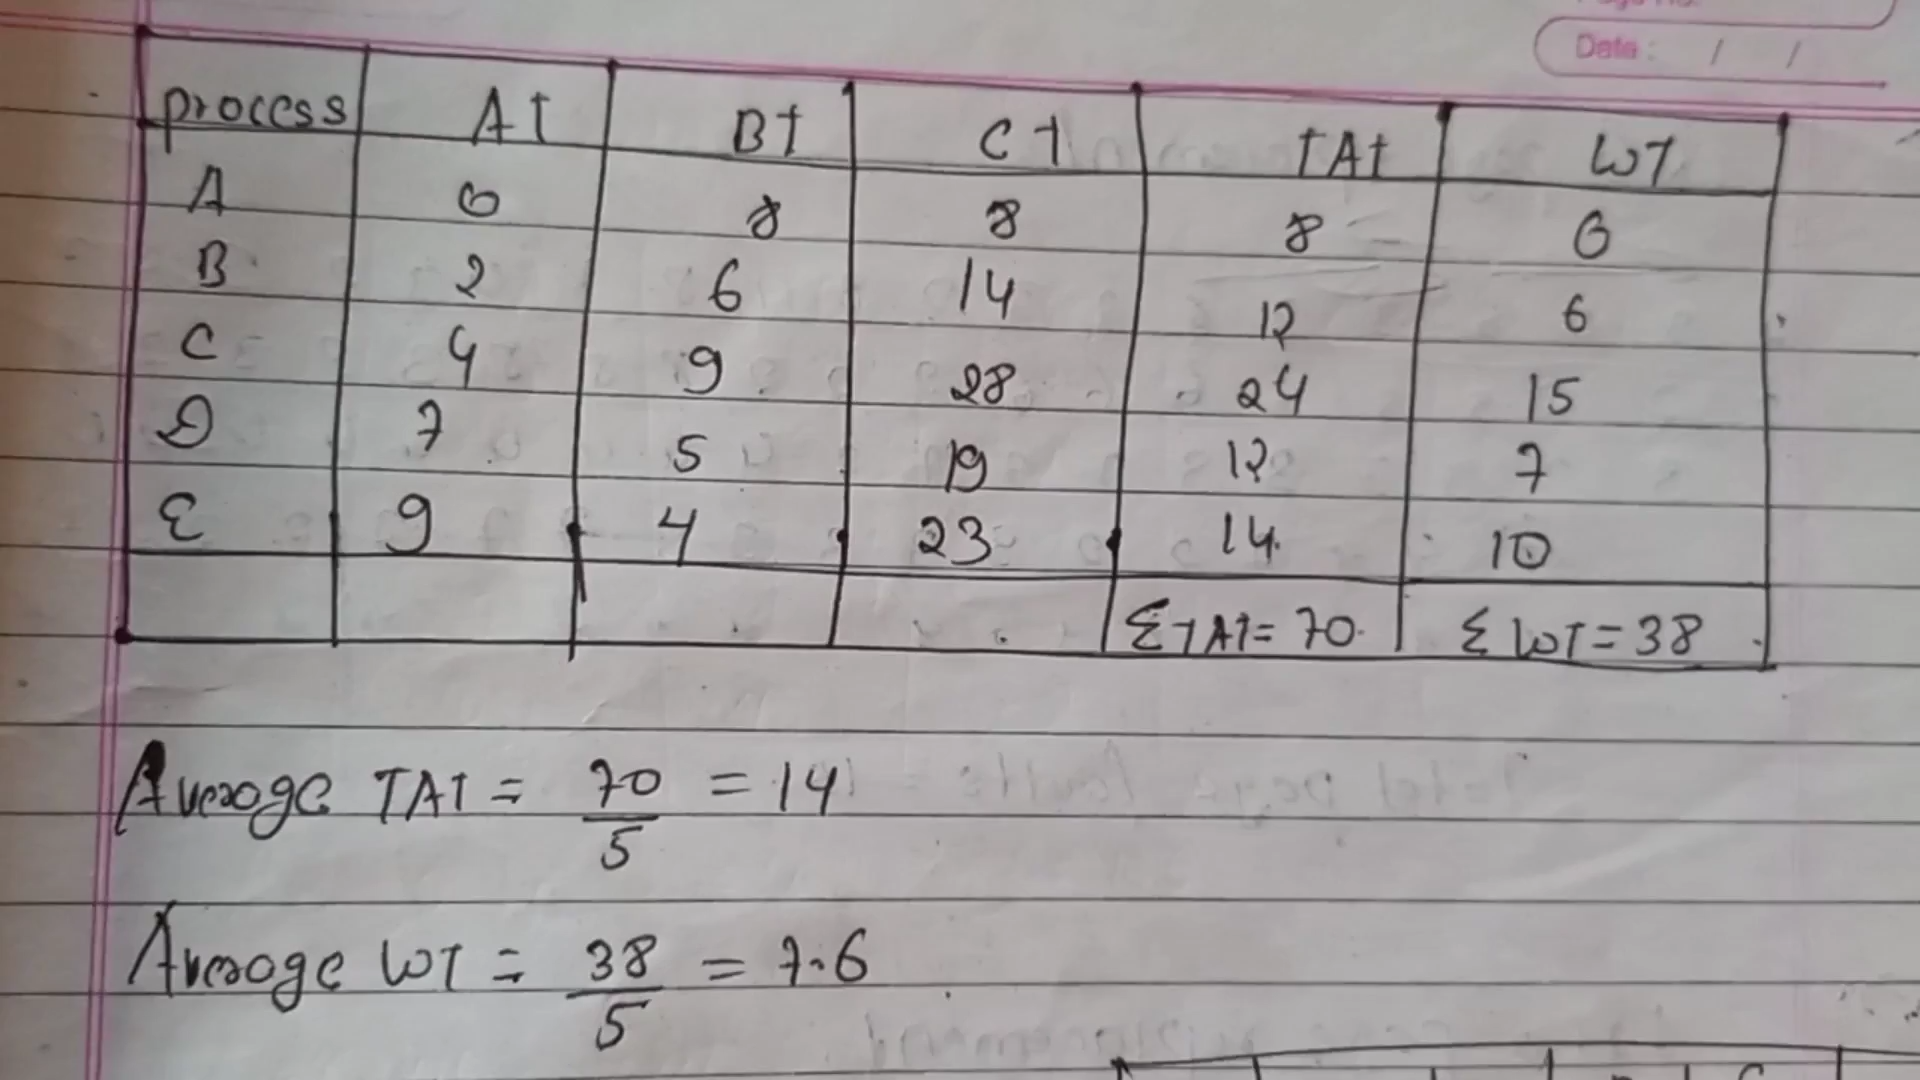 Date : / /
Process AT BT CT TAT WT
A 0 8 8 8 0
B 2 6 14 12 6
C 4 9 28 24 15
D 7 5 19 12 7
E 9 4 23 14 10
ΣTAT = 70 ΣWT = 38
Average TAT = 70/5 = 14
Average WT = 38/5 = 7.6